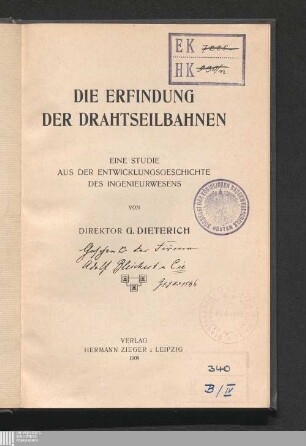 EK
HK
DIE ERFINDUNG
DER DRAHTSEILBAHNEN
EINE STUDIE
AUS DER ENTWICKLUNGSGESCHICHTE
DES INGENIEURWESENS
VON
DIREKTOR G. DIETERICH
der Firma
Adolf Bleichert & Cie
VERLAG
HERMANN ZIEGER : LEIPZIG
1908
340
B/IV